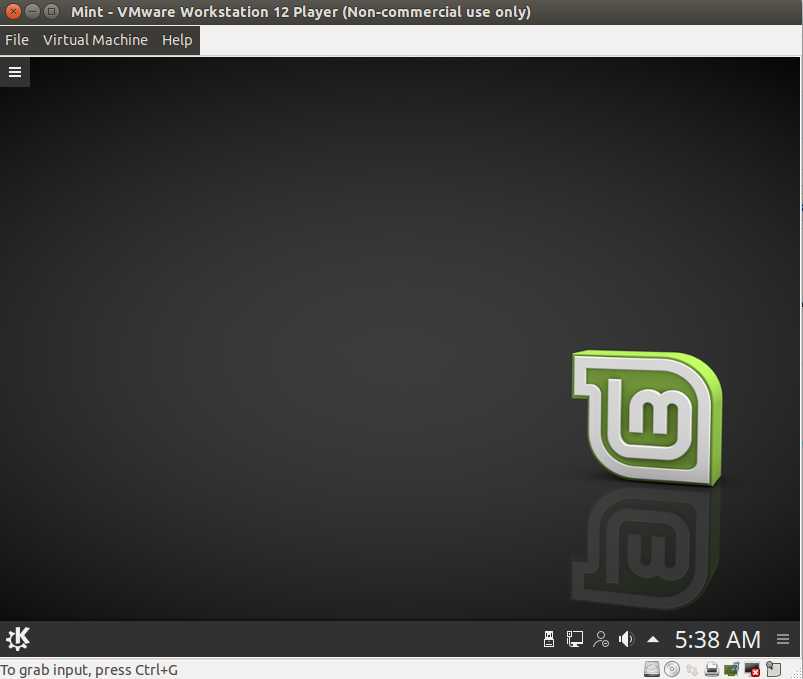 Mint - VMware Workstation 12 Player (Non-commercial use only)
File Virtual Machine Help
5:38 AM
To grab input, press Ctrl+G